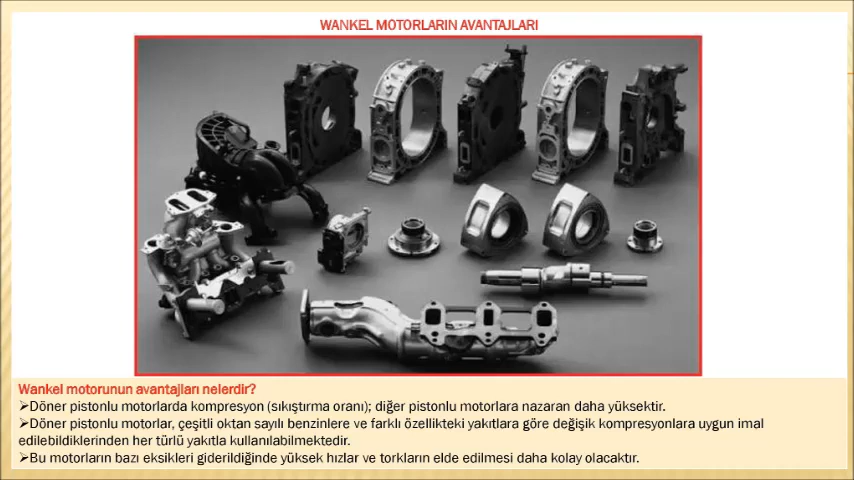 WANKEL MOTORLARIN AVANTAJLARI
Wankel motorunun avantajları nelerdir?
➢Döner pistonlu motorlarda kompresyon (sıkıştırma oranı); diğer pistonlu motorlara nazaran daha yüksektir.
➢Döner pistonlu motorlar, çeşitli oktan sayılı benzinlere ve farklı özellikteki yakıtlara göre değişik kompresyonlara uygun imal
edilebildiklerinden her türlü yakıtla kullanılabilmektedir.
➢Bu motorların bazı eksikleri giderildiğinde yüksek hızlar ve torkların elde edilmesi daha kolay olacaktır.